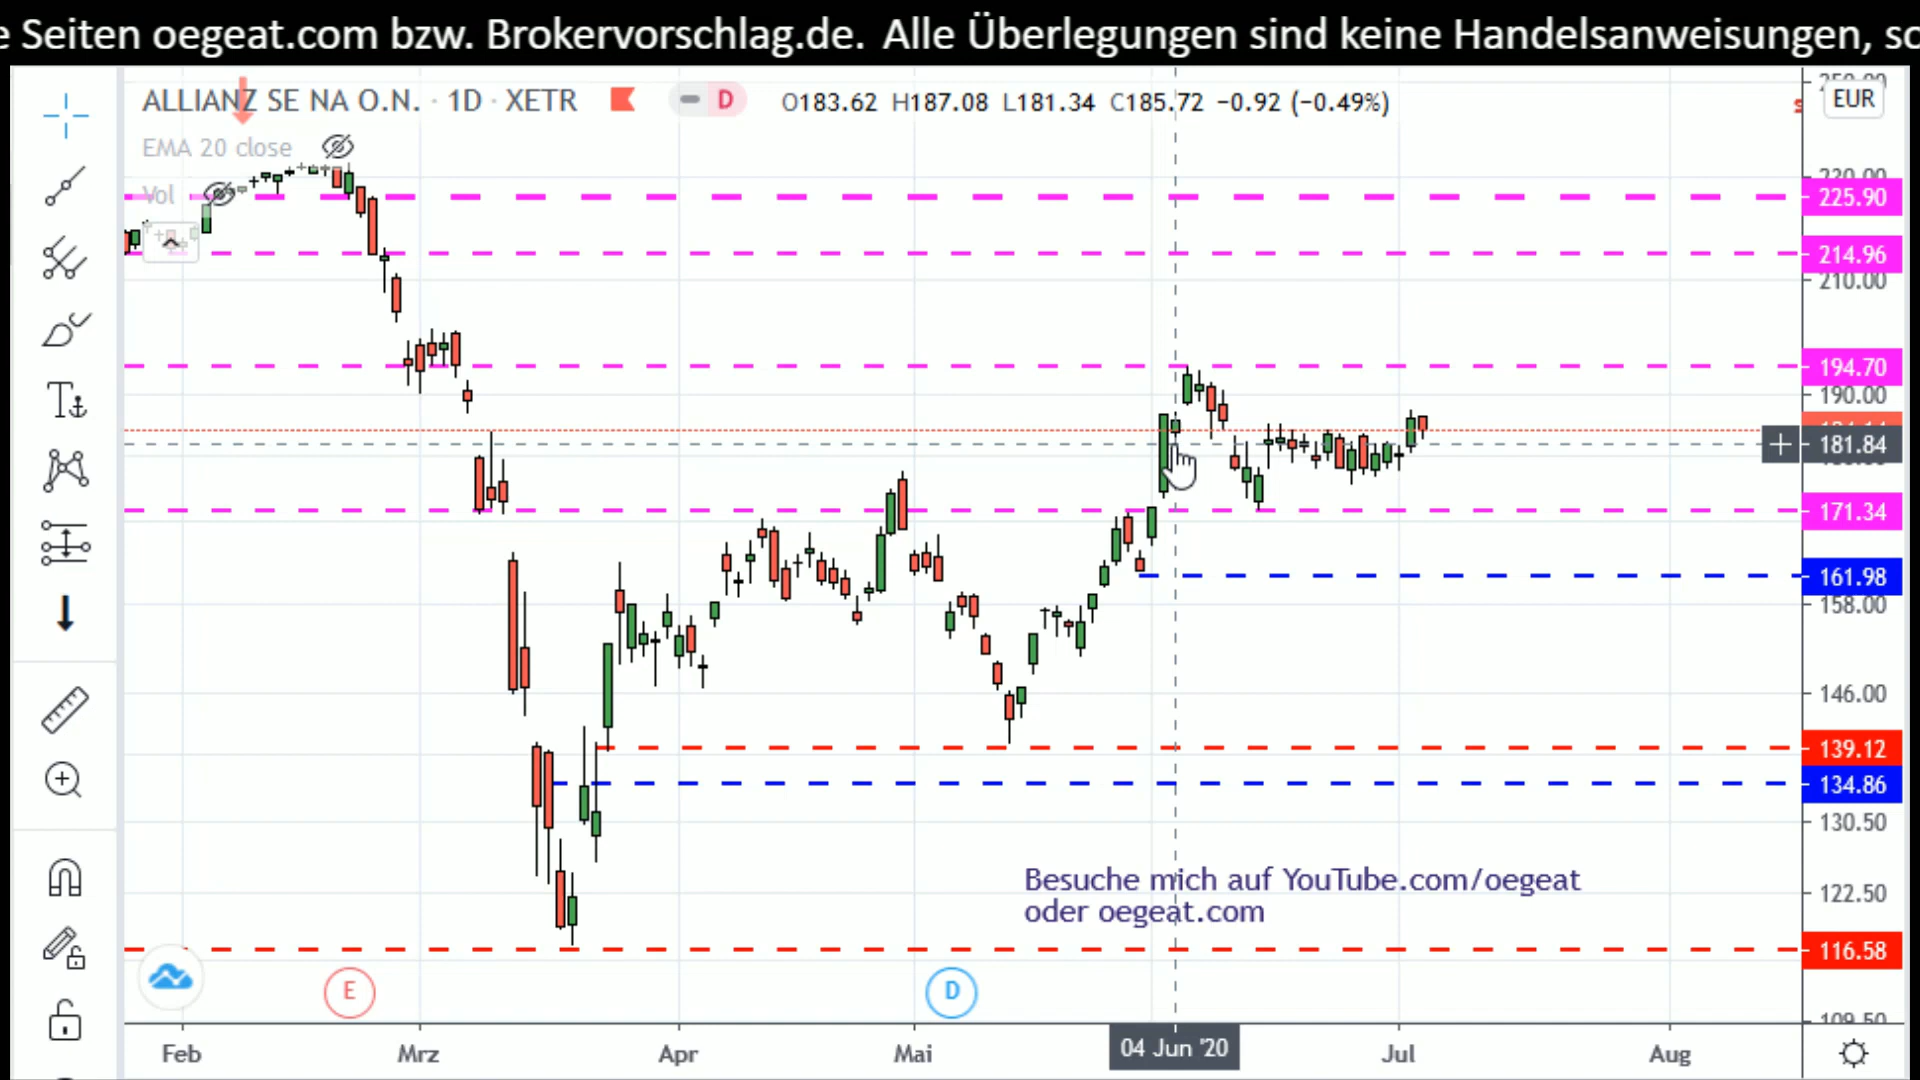 e Seiten oegeat.com bzw. Brokervorschlag.de. Alle Überlegungen sind keine Handelsanweisungen, so
ALLIANZ SE NA O.N. · 1D · XETR
D
O183.62 H187.08 L181.34 C185.72 −0.92 (−0.49%)
EUR
EMA 20 close
Vol
225.90
214.96
210.00
194.70
190.00
181.84
171.34
161.98
158.00
146.00
139.12
134.86
130.50
Besuche mich auf YouTube.com/oegeat
122.50
oder oegeat.com
116.58
E
D
Feb
Mrz
Apr
Mai
04 Jun '20
Jul
Aug